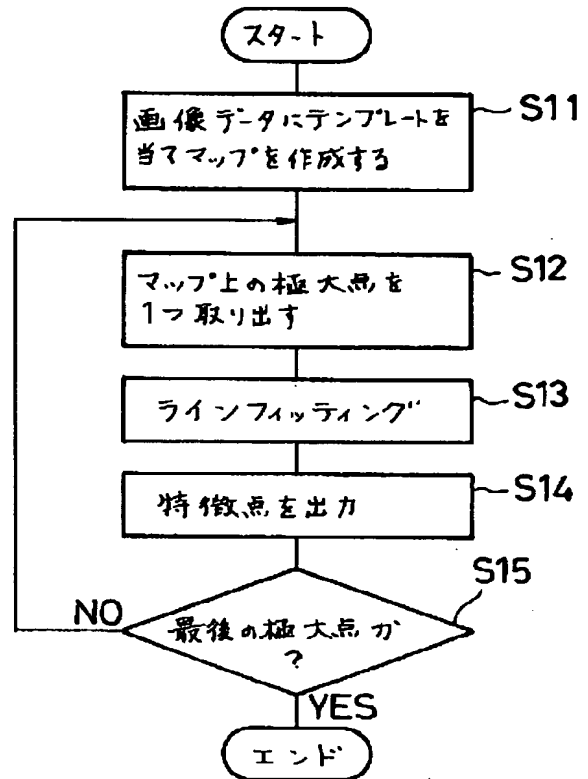 スタート
画像データにテンプレートを
S11
当てマップを作成する
マップ上の極大点を
S12
1つ取り出す
ラインフィッティング
S13
特徴点を出力
S14
S15
NO
最後の極大点か
?
YES
エンド